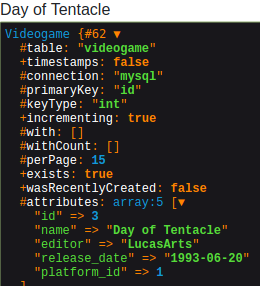 Day of Tentacle
Videogame {#62 ▼
#table: "videogame"
+timestamps: false
#connection: "mysql"
#primaryKey: "id"
#keyType: "int"
+incrementing: true
#with: []
#withCount: []
#perPage: 15
+exists: true
+wasRecentlyCreated: false
#attributes: array:5 [▼
"id" => 3
"name" => "Day of Tentacle"
"editor" => "LucasArts"
"release_date" => "1993-06-20"
"platform_id" => 1
]